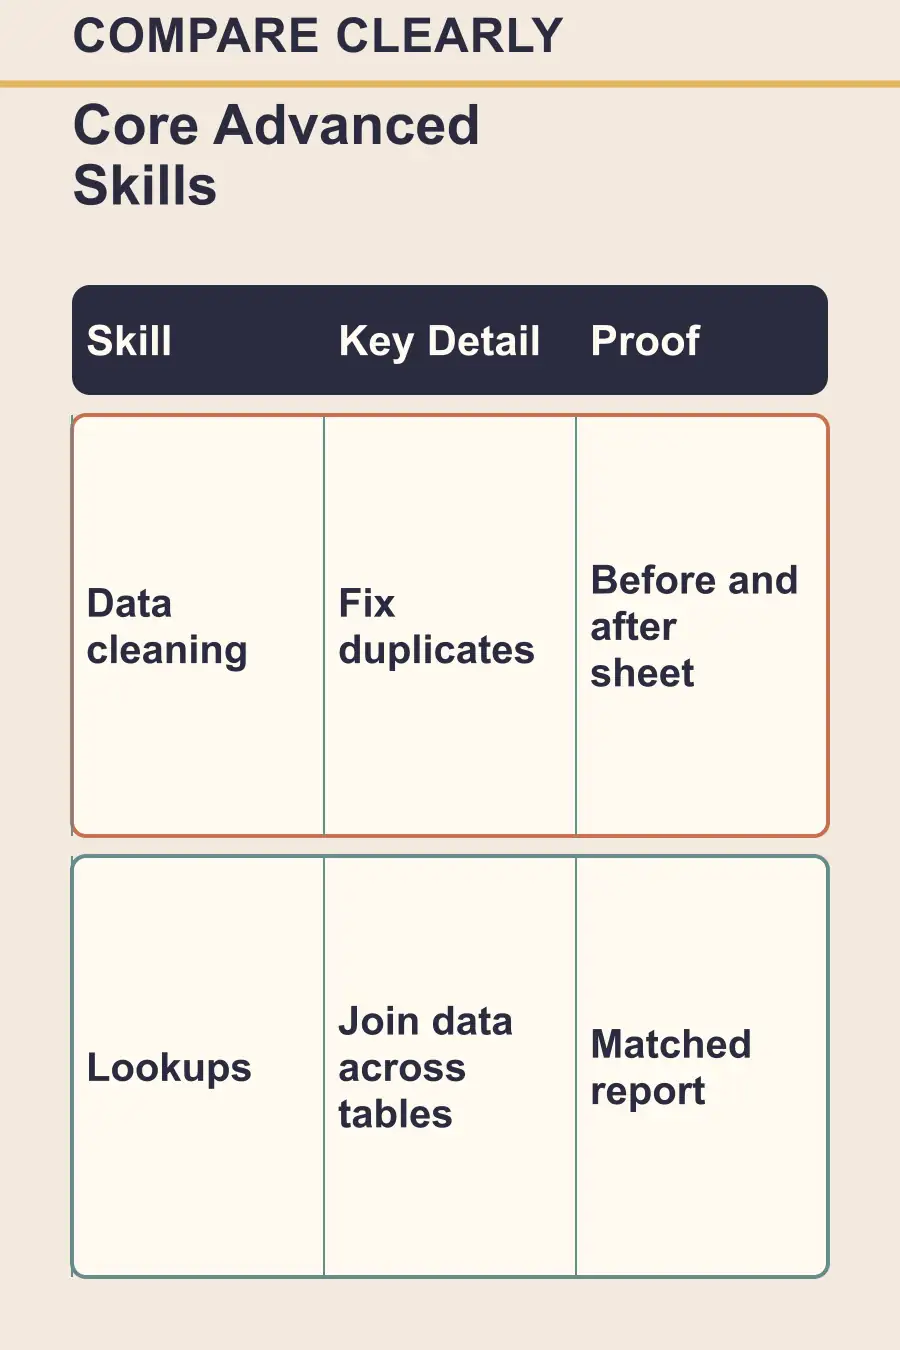 COMPARE CLEARLY
Core Advanced
Skills
Skill Key Detail Proof
Data
cleaning
Fix
duplicates
Before and
after
sheet
Lookups
Join data
across
tables
Matched
report